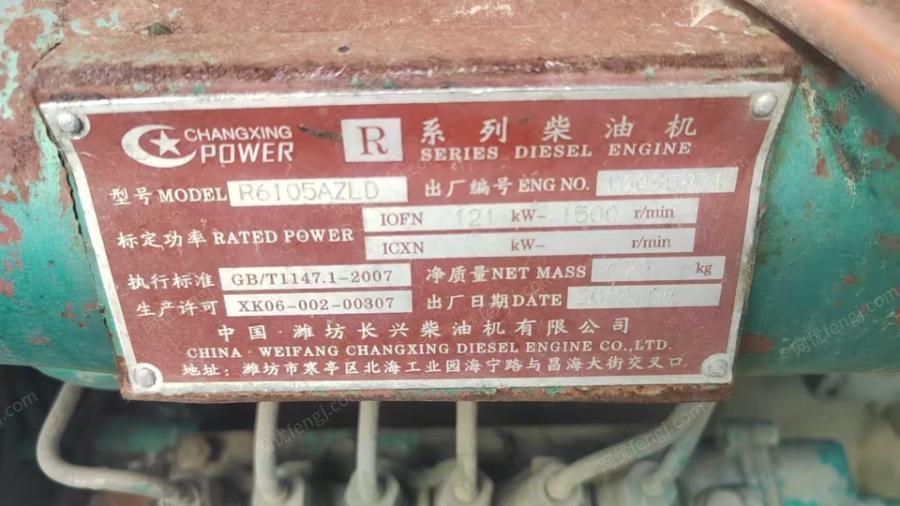 CHANGXING POWER R 系列柴油机
SERIES DIESEL ENGINE
型号 MODEL R6105AZLD 出厂编号 ENG NO.
标定功率 RATED POWER IOFN 121 kW- 1500 r/min
ICXN kW- r/min
执行标准 GB/T1147.1-2007 净质量 NET MASS kg
生产许可 XK06-002-00307 出厂日期 DATE
中国·潍坊长兴柴油机有限公司
CHINA·WEIFANG CHANGXING DIESEL ENGINE CO.,LTD.
地址:潍坊市寒亭区北海工业园海宁路与昌海大街交叉口